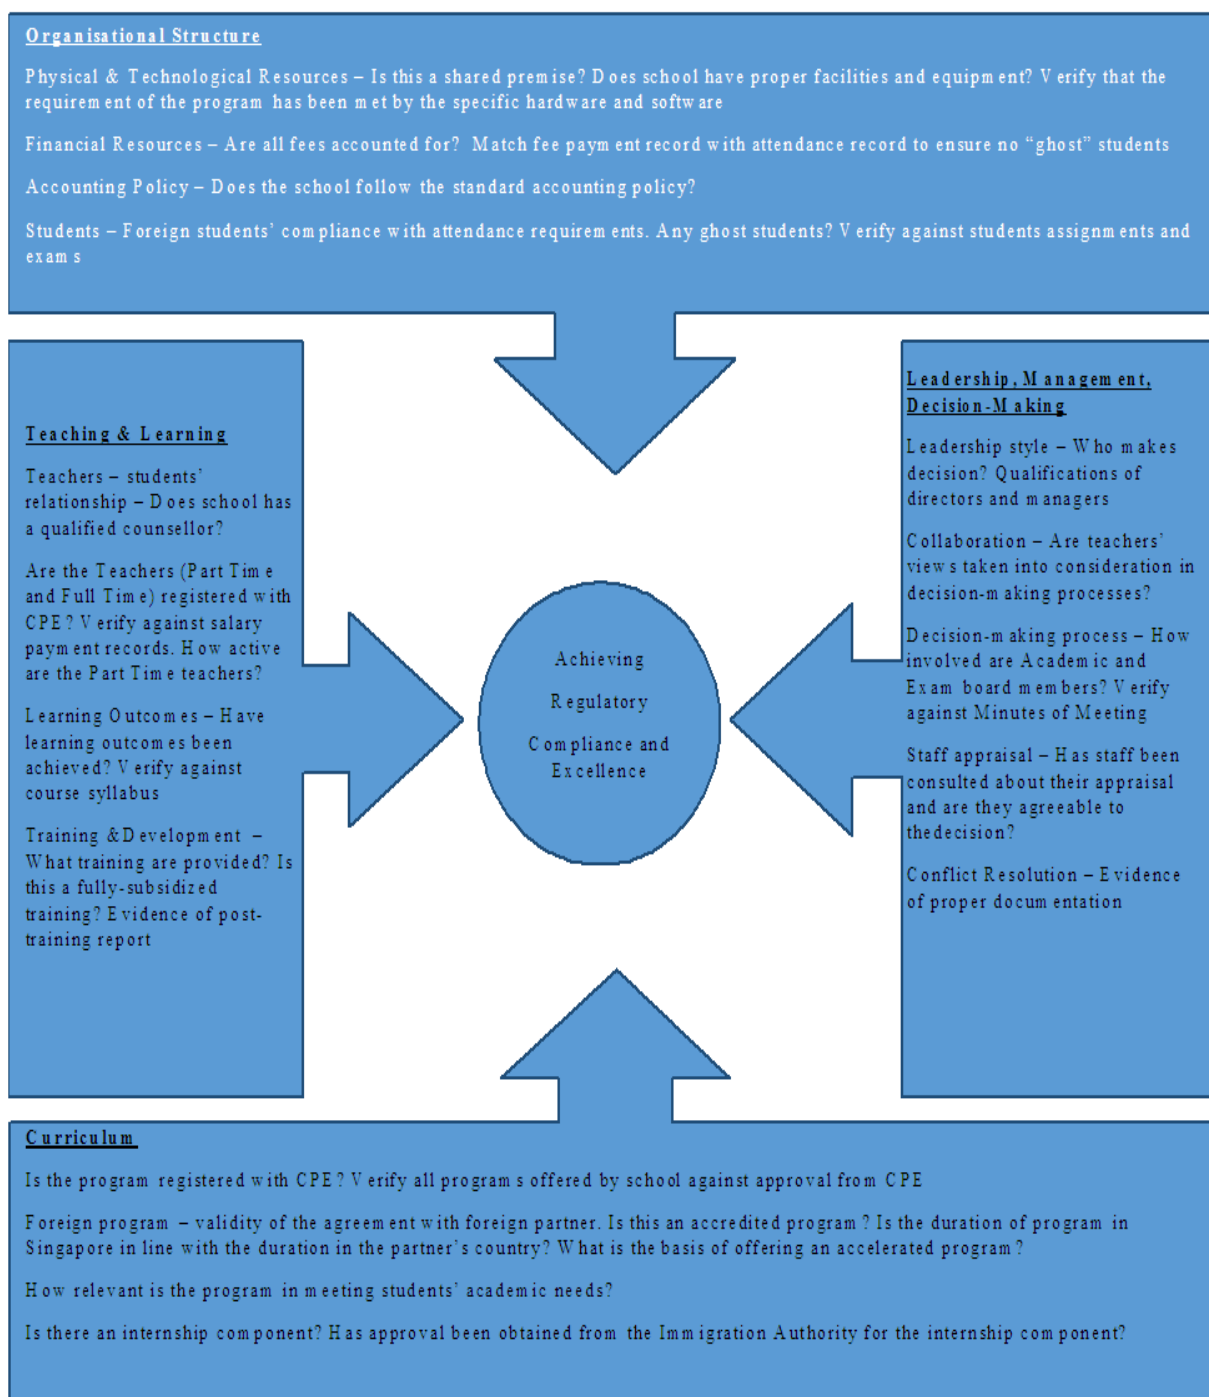 Organisational Structure
Physical & Technological Resources – Is this a shared premise? Does school have proper facilities and equipment? Verify that the
requirement of the program has been met by the specific hardware and software
Financial Resources – Are all fees accounted for? Match fee payment record with attendance record to ensure no “ghost” students
Accounting Policy – Does the school follow the standard accounting policy?
Students – Foreign students’ compliance with attendance requirements. Any ghost students? Verify against students assignments and
exams
Teaching & Learning
Teachers – students’
relationship – Does school has
a qualified counsellor?
Are the Teachers (Part Time
and Full Time) registered with
CPE? Verify against salary
payment records. How active
are the Part Time teachers?
Learning Outcomes – Have
learning outcomes been
achieved? Verify against
course syllabus
Training &Development –
What training are provided? Is
this a fully-subsidized
training? Evidence of post-
training report
Achieving
Regulatory
Compliance and
Excellence
Leadership, Management,
Decision-Making
Leadership style – Who makes
decision? Qualifications of
directors and managers
Collaboration – Are teachers’
views taken into consideration in
decision-making processes?
Decision-making process – How
involved are Academic and
Exam board members? Verify
against Minutes of Meeting
Staff appraisal – Has staff been
consulted about their appraisal
and are they agreeable to
thedecision?
Conflict Resolution – Evidence
of proper documentation
Curriculum
Is the program registered with CPE? Verify all programs offered by school against approval from CPE
Foreign program – validity of the agreement with foreign partner. Is this an accredited program? Is the duration of program in
Singapore in line with the duration in the partner’s country? What is the basis of offering an accelerated program?
How relevant is the program in meeting students’ academic needs?
Is there an internship component? Has approval been obtained from the Immigration Authority for the internship component?